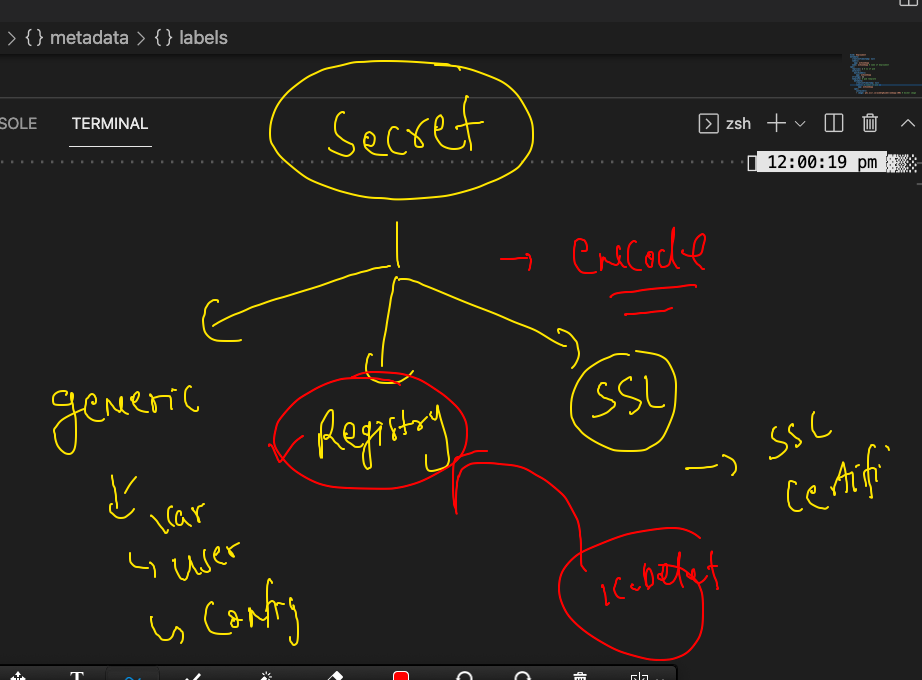 > {} metadata > {} labels
SOLE TERMINAL zsh
12:00:19 pm
Secret
→ encode
generic
Registry
SSL
→ SSL
Certifi
var
↳ user
↳ Config